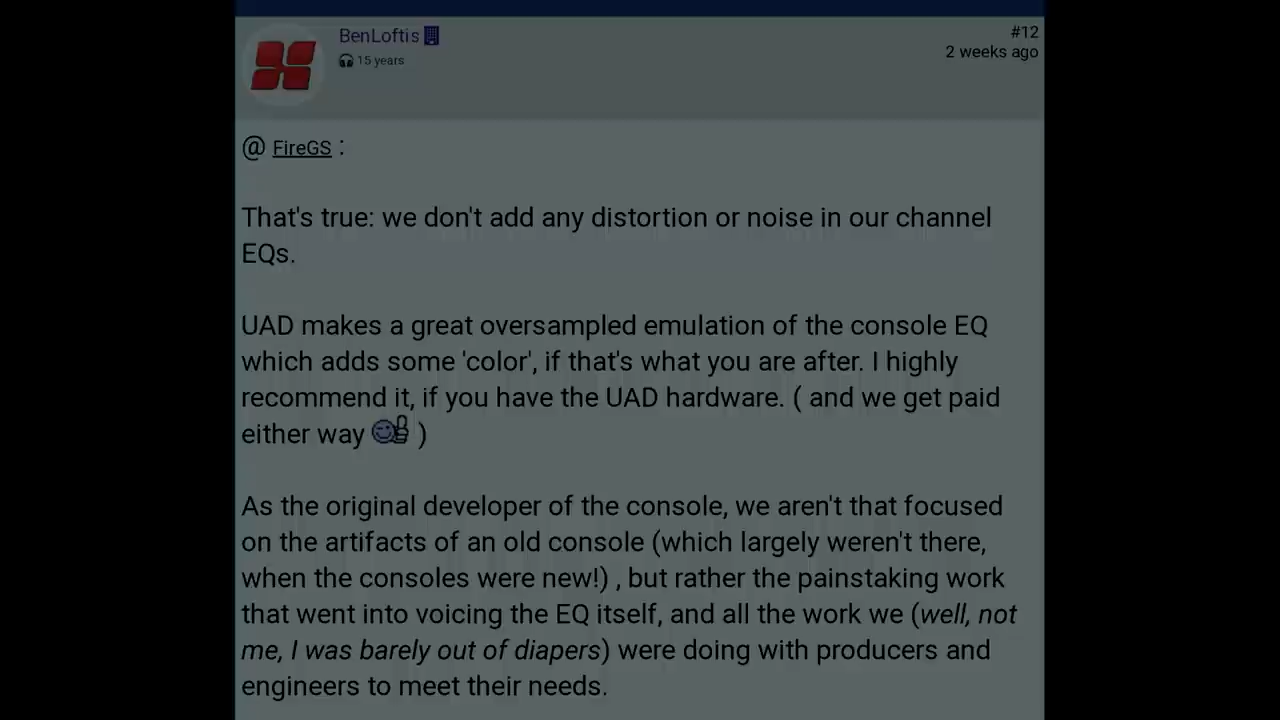 BenLoftis
#12
15 years
2 weeks ago
@ FireGS :
That's true: we don't add any distortion or noise in our channel
EQs.
UAD makes a great oversampled emulation of the console EQ
which adds some 'color', if that's what you are after. I highly
recommend it, if you have the UAD hardware. ( and we get paid
either way )
As the original developer of the console, we aren't that focused
on the artifacts of an old console (which largely weren't there,
when the consoles were new!) , but rather the painstaking work
that went into voicing the EQ itself, and all the work we (well, not
me, I was barely out of diapers) were doing with producers and
engineers to meet their needs.